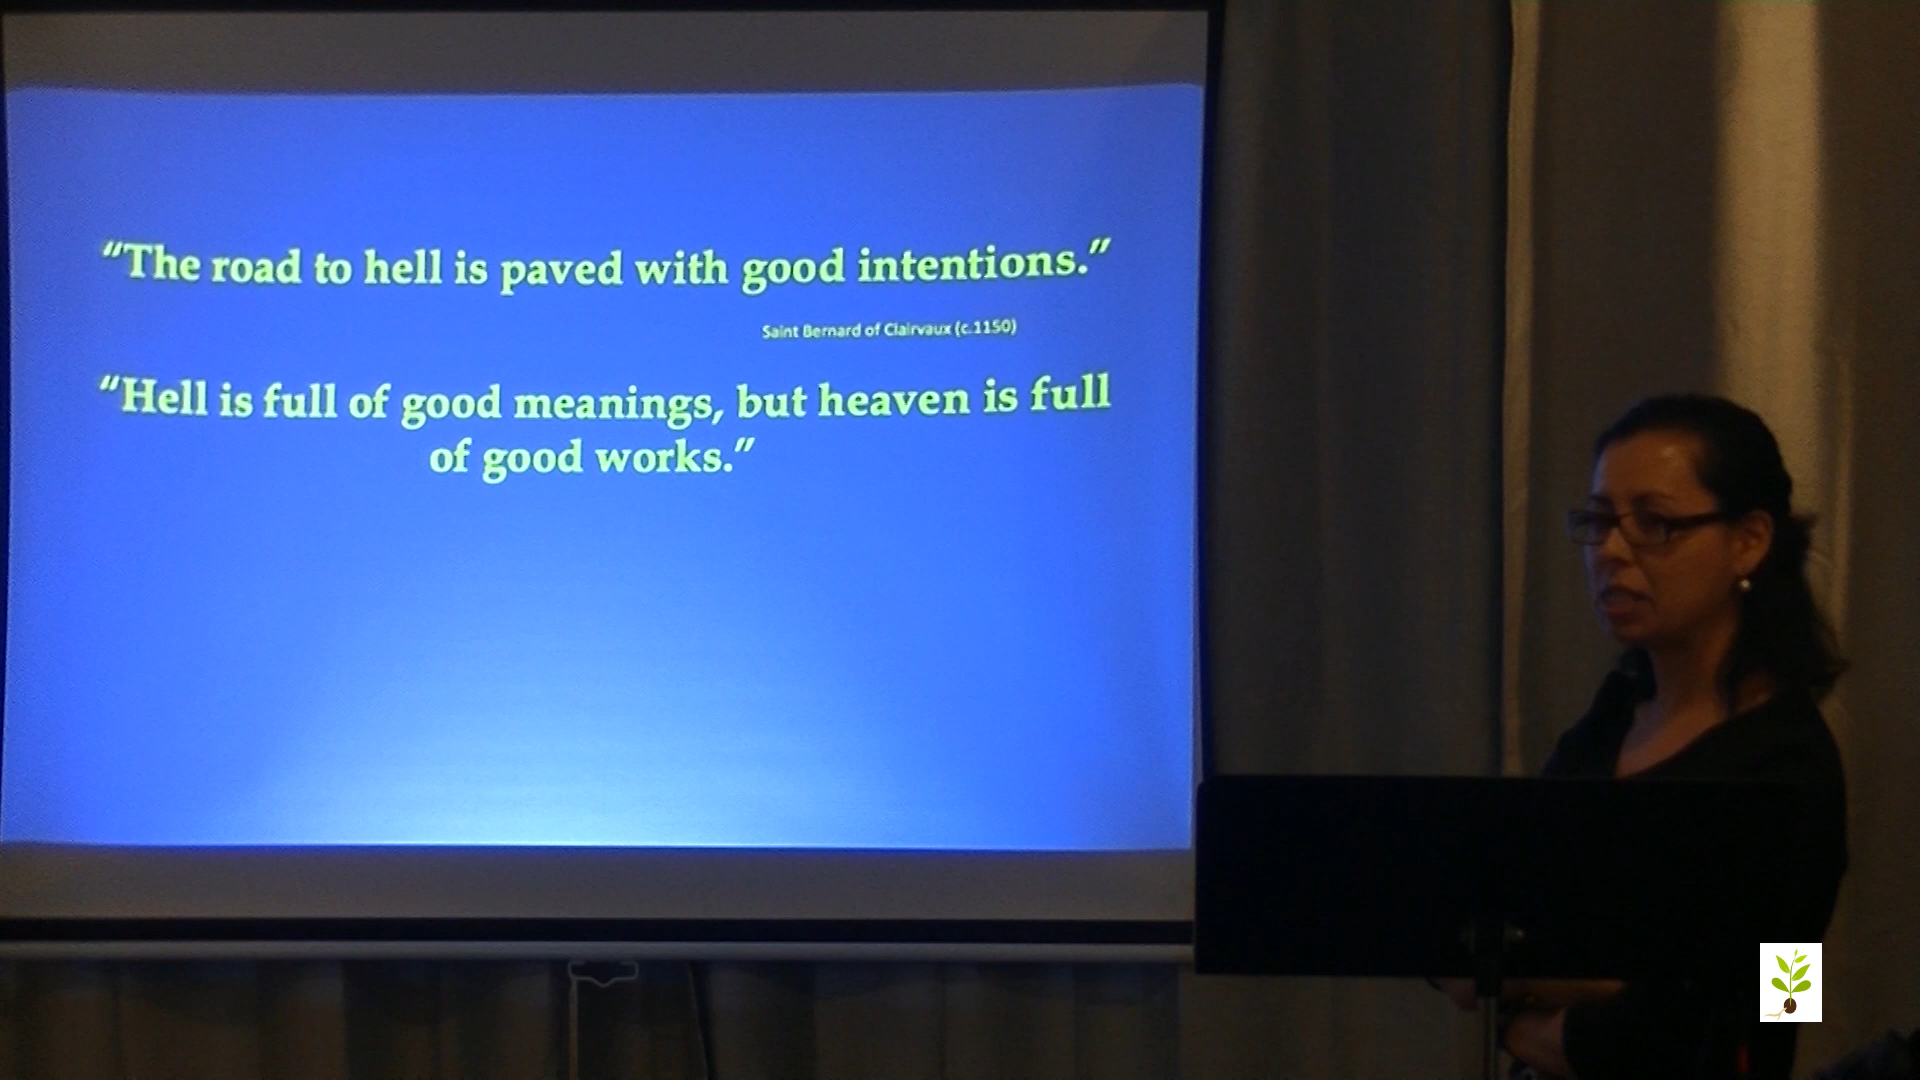 “The road to hell is paved with good intentions.”
Saint Bernard of Clairvaux (c.1150)
“Hell is full of good meanings, but heaven is full
of good works.”